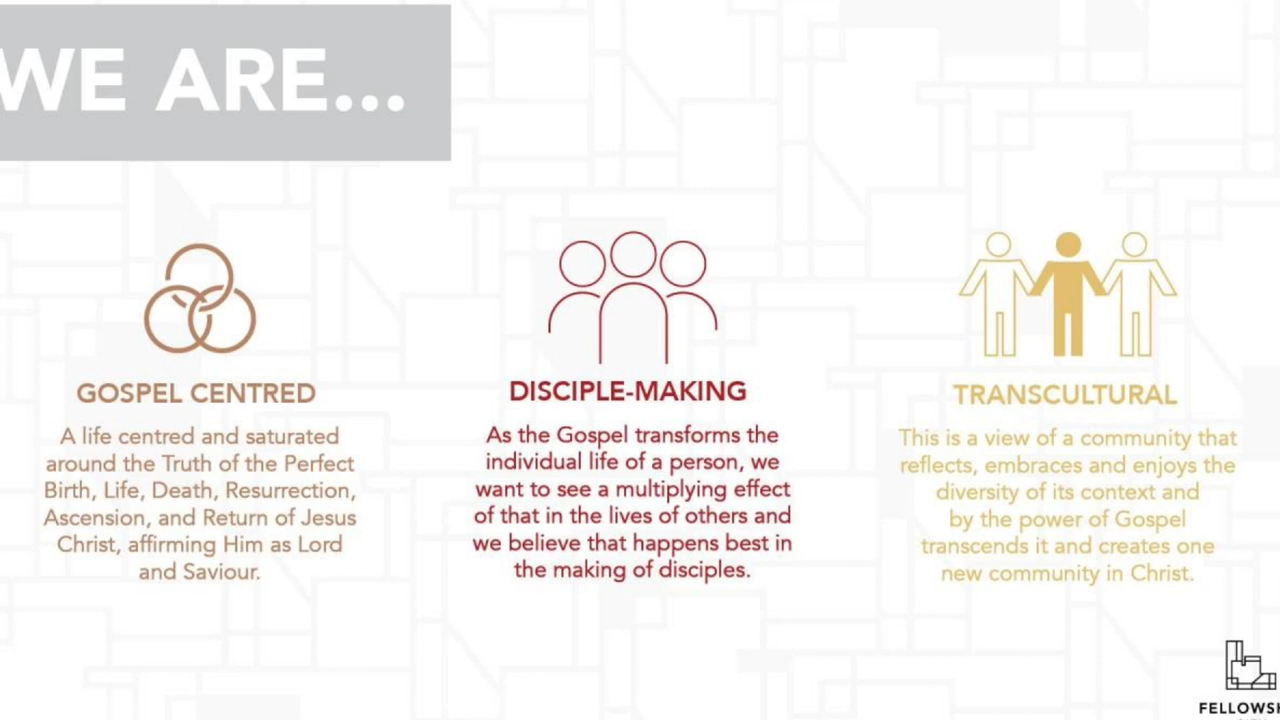 WE ARE...
GOSPEL CENTRED
A life centred and saturated
around the Truth of the Perfect
Birth, Life, Death, Resurrection,
Ascension, and Return of Jesus
Christ, affirming Him as Lord
and Saviour.
DISCIPLE-MAKING
As the Gospel transforms the
individual life of a person, we
want to see a multiplying effect
of that in the lives of others and
we believe that happens best in
the making of disciples.
TRANSCULTURAL
This is a view of a community that
reflects, embraces and enjoys the
diversity of its context and
by the power of Gospel
transcends it and creates one
new community in Christ.